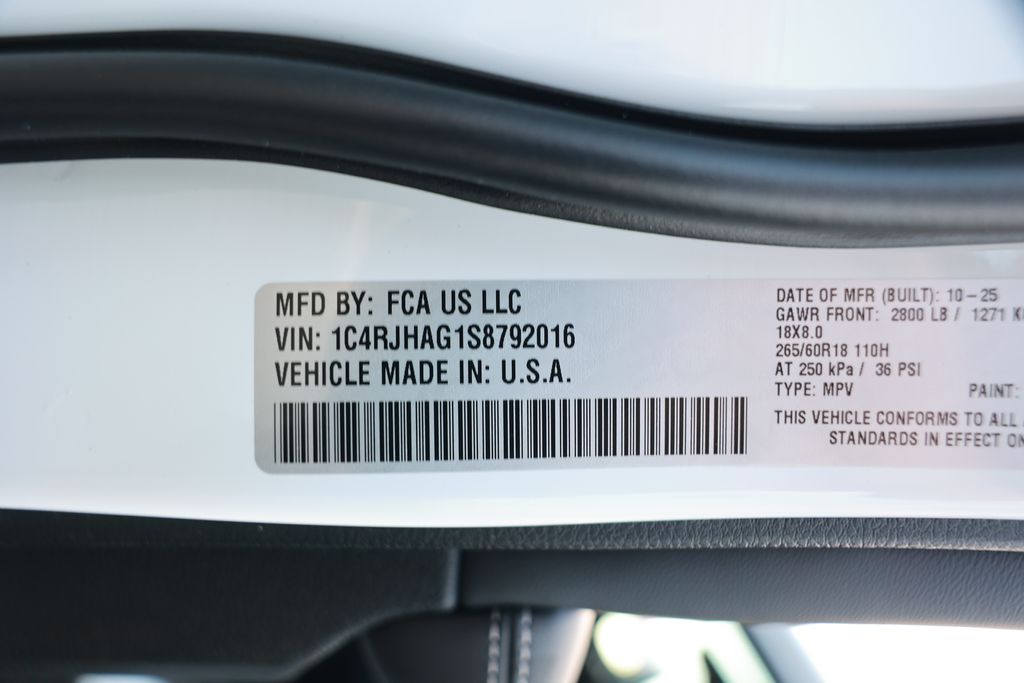 MFD BY: FCA US LLC
VIN: 1C4RJHAG1S8792016
VEHICLE MADE IN: U.S.A.
DATE OF MFR (BUILT): 10-25
GAWR FRONT: 2800 LB / 1271 K
18X8.0
265/60R18 110H
AT 250 kPa / 36 PSI
TYPE: MPV PAINT:
THIS VEHICLE CONFORMS TO ALL
STANDARDS IN EFFECT ON